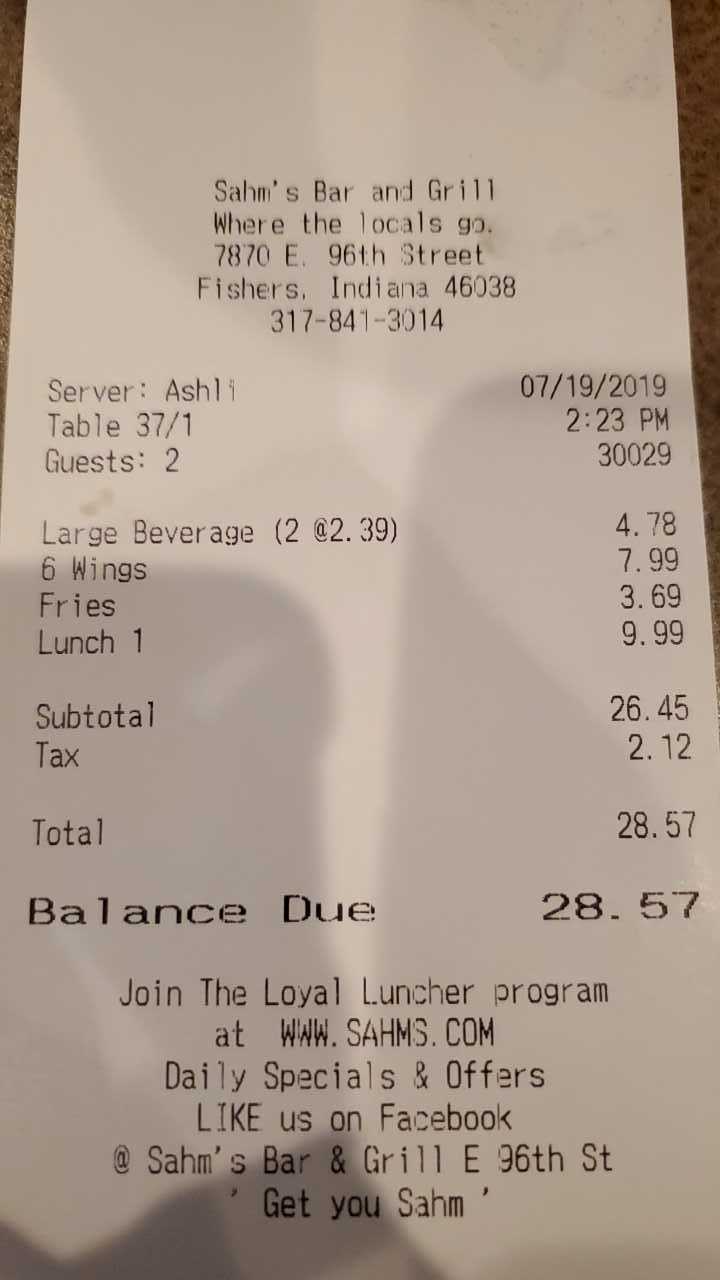 Sahm's Bar and Grill
Where the locals go.
7870 E. 96th Street
Fishers, Indiana 46038
317-841-3014
Server: Ashli 07/19/2019
Table 37/1 2:23 PM
Guests: 2 30029
Large Beverage (2 @2.39) 4.78
6 Wings 7.99
Fries 3.69
Lunch 1 9.99
Subtotal 26.45
Tax 2.12
Total 28.57
Balance Due 28.57
Join The Loyal Luncher program
at WWW.SAHMS.COM
Daily Specials & Offers
LIKE us on Facebook
@ Sahm's Bar & Grill E 96th St
' Get you Sahm '